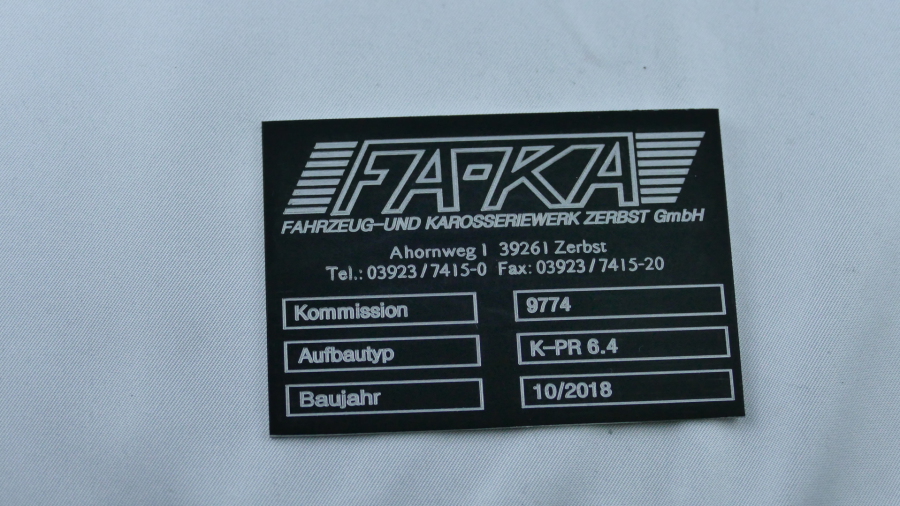 FA-KA
FAHRZEUG-UND KAROSSERIEWERK ZERBST GmbH
Ahornweg 1 39261 Zerbst
Tel.: 03923/7415-0 Fax: 03923/7415-20
Kommission 9774
Aufbautyp K-PR 6.4
Baujahr 10/2018